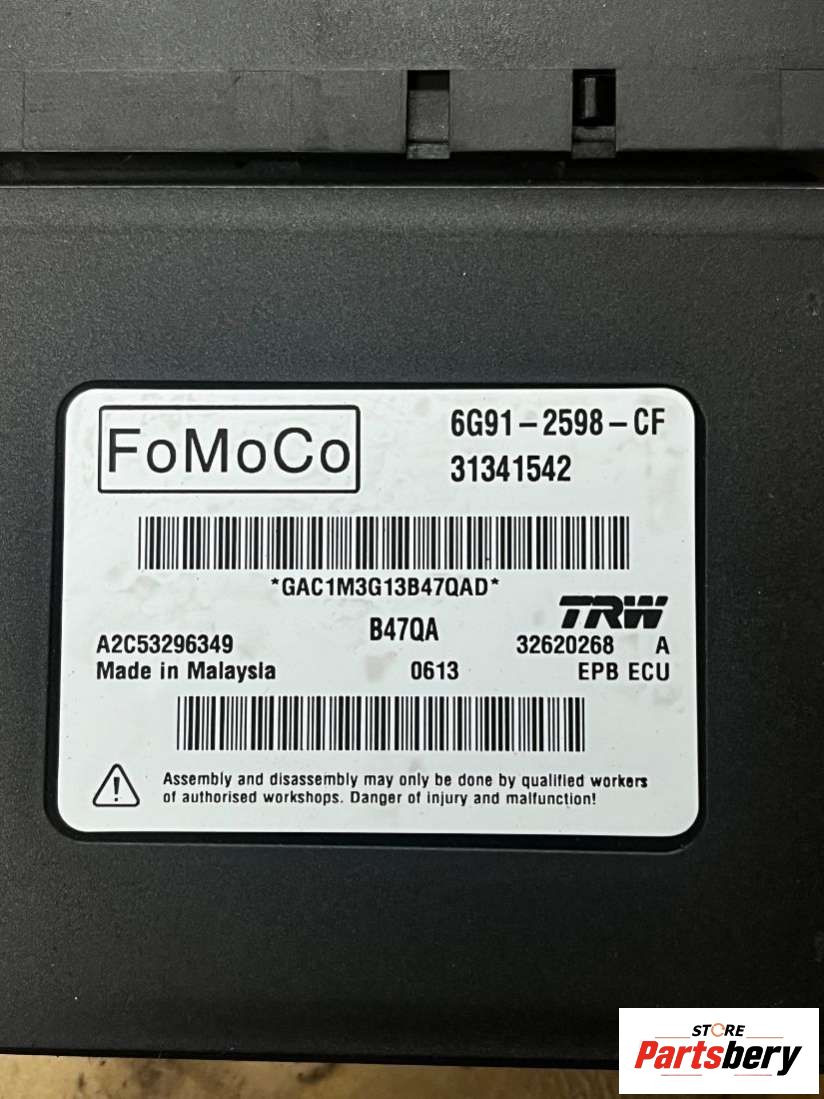 FoMoCo
6G91-2598-CF
31341542
*GAC1M3G13B47QAD*
TRW
B47QA
A2C53296349
32620268 A
Made in Malaysia
0613
EPB ECU
Assembly and disassembly may only be done by qualified workers
of authorised workshops. Danger of injury and malfunction!
STORE
Partsbery